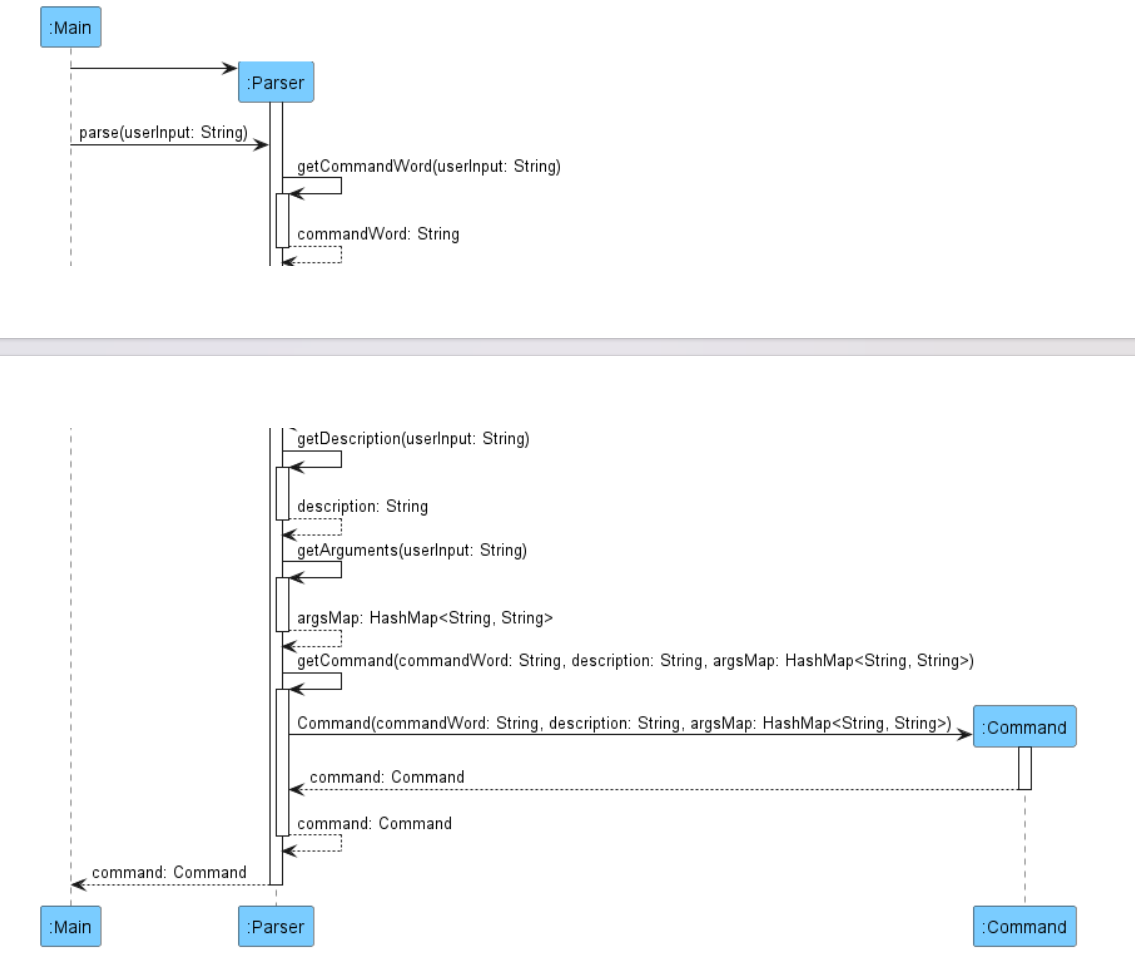 :Main
:Parser
parse(userInput: String)
getCommandWord(userInput: String)
commandWord: String
getDescription(userInput: String)
description: String
getArguments(userInput: String)
argsMap: HashMap<String, String>
getCommand(commandWord: String, description: String, argsMap: HashMap<String, String>)
Command(commandWord: String, description: String, argsMap: HashMap<String, String>)
:Command
command: Command
command: Command
command: Command
:Main
:Parser
:Command